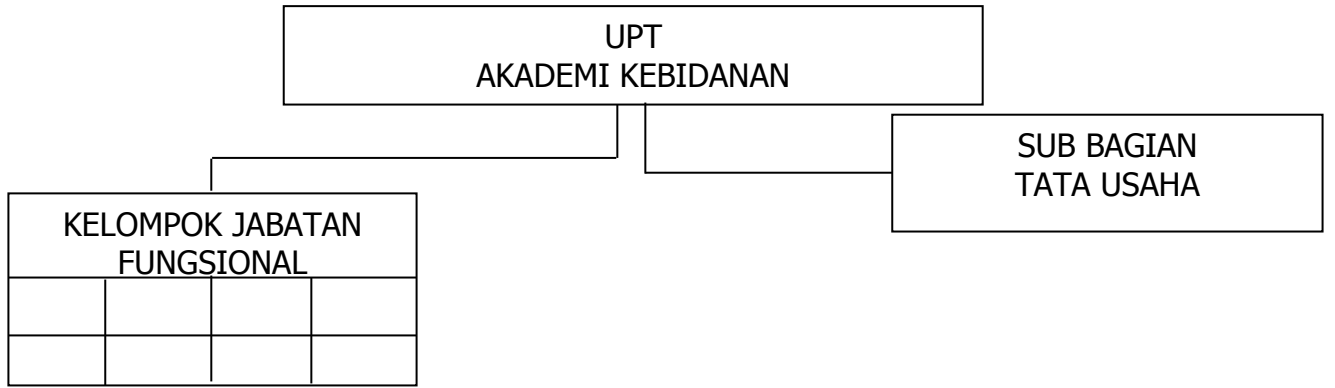 UPT
AKADEMI KEBIDANAN
SUB BAGIAN
TATA USAHA
KELOMPOK JABATAN
FUNGSIONAL